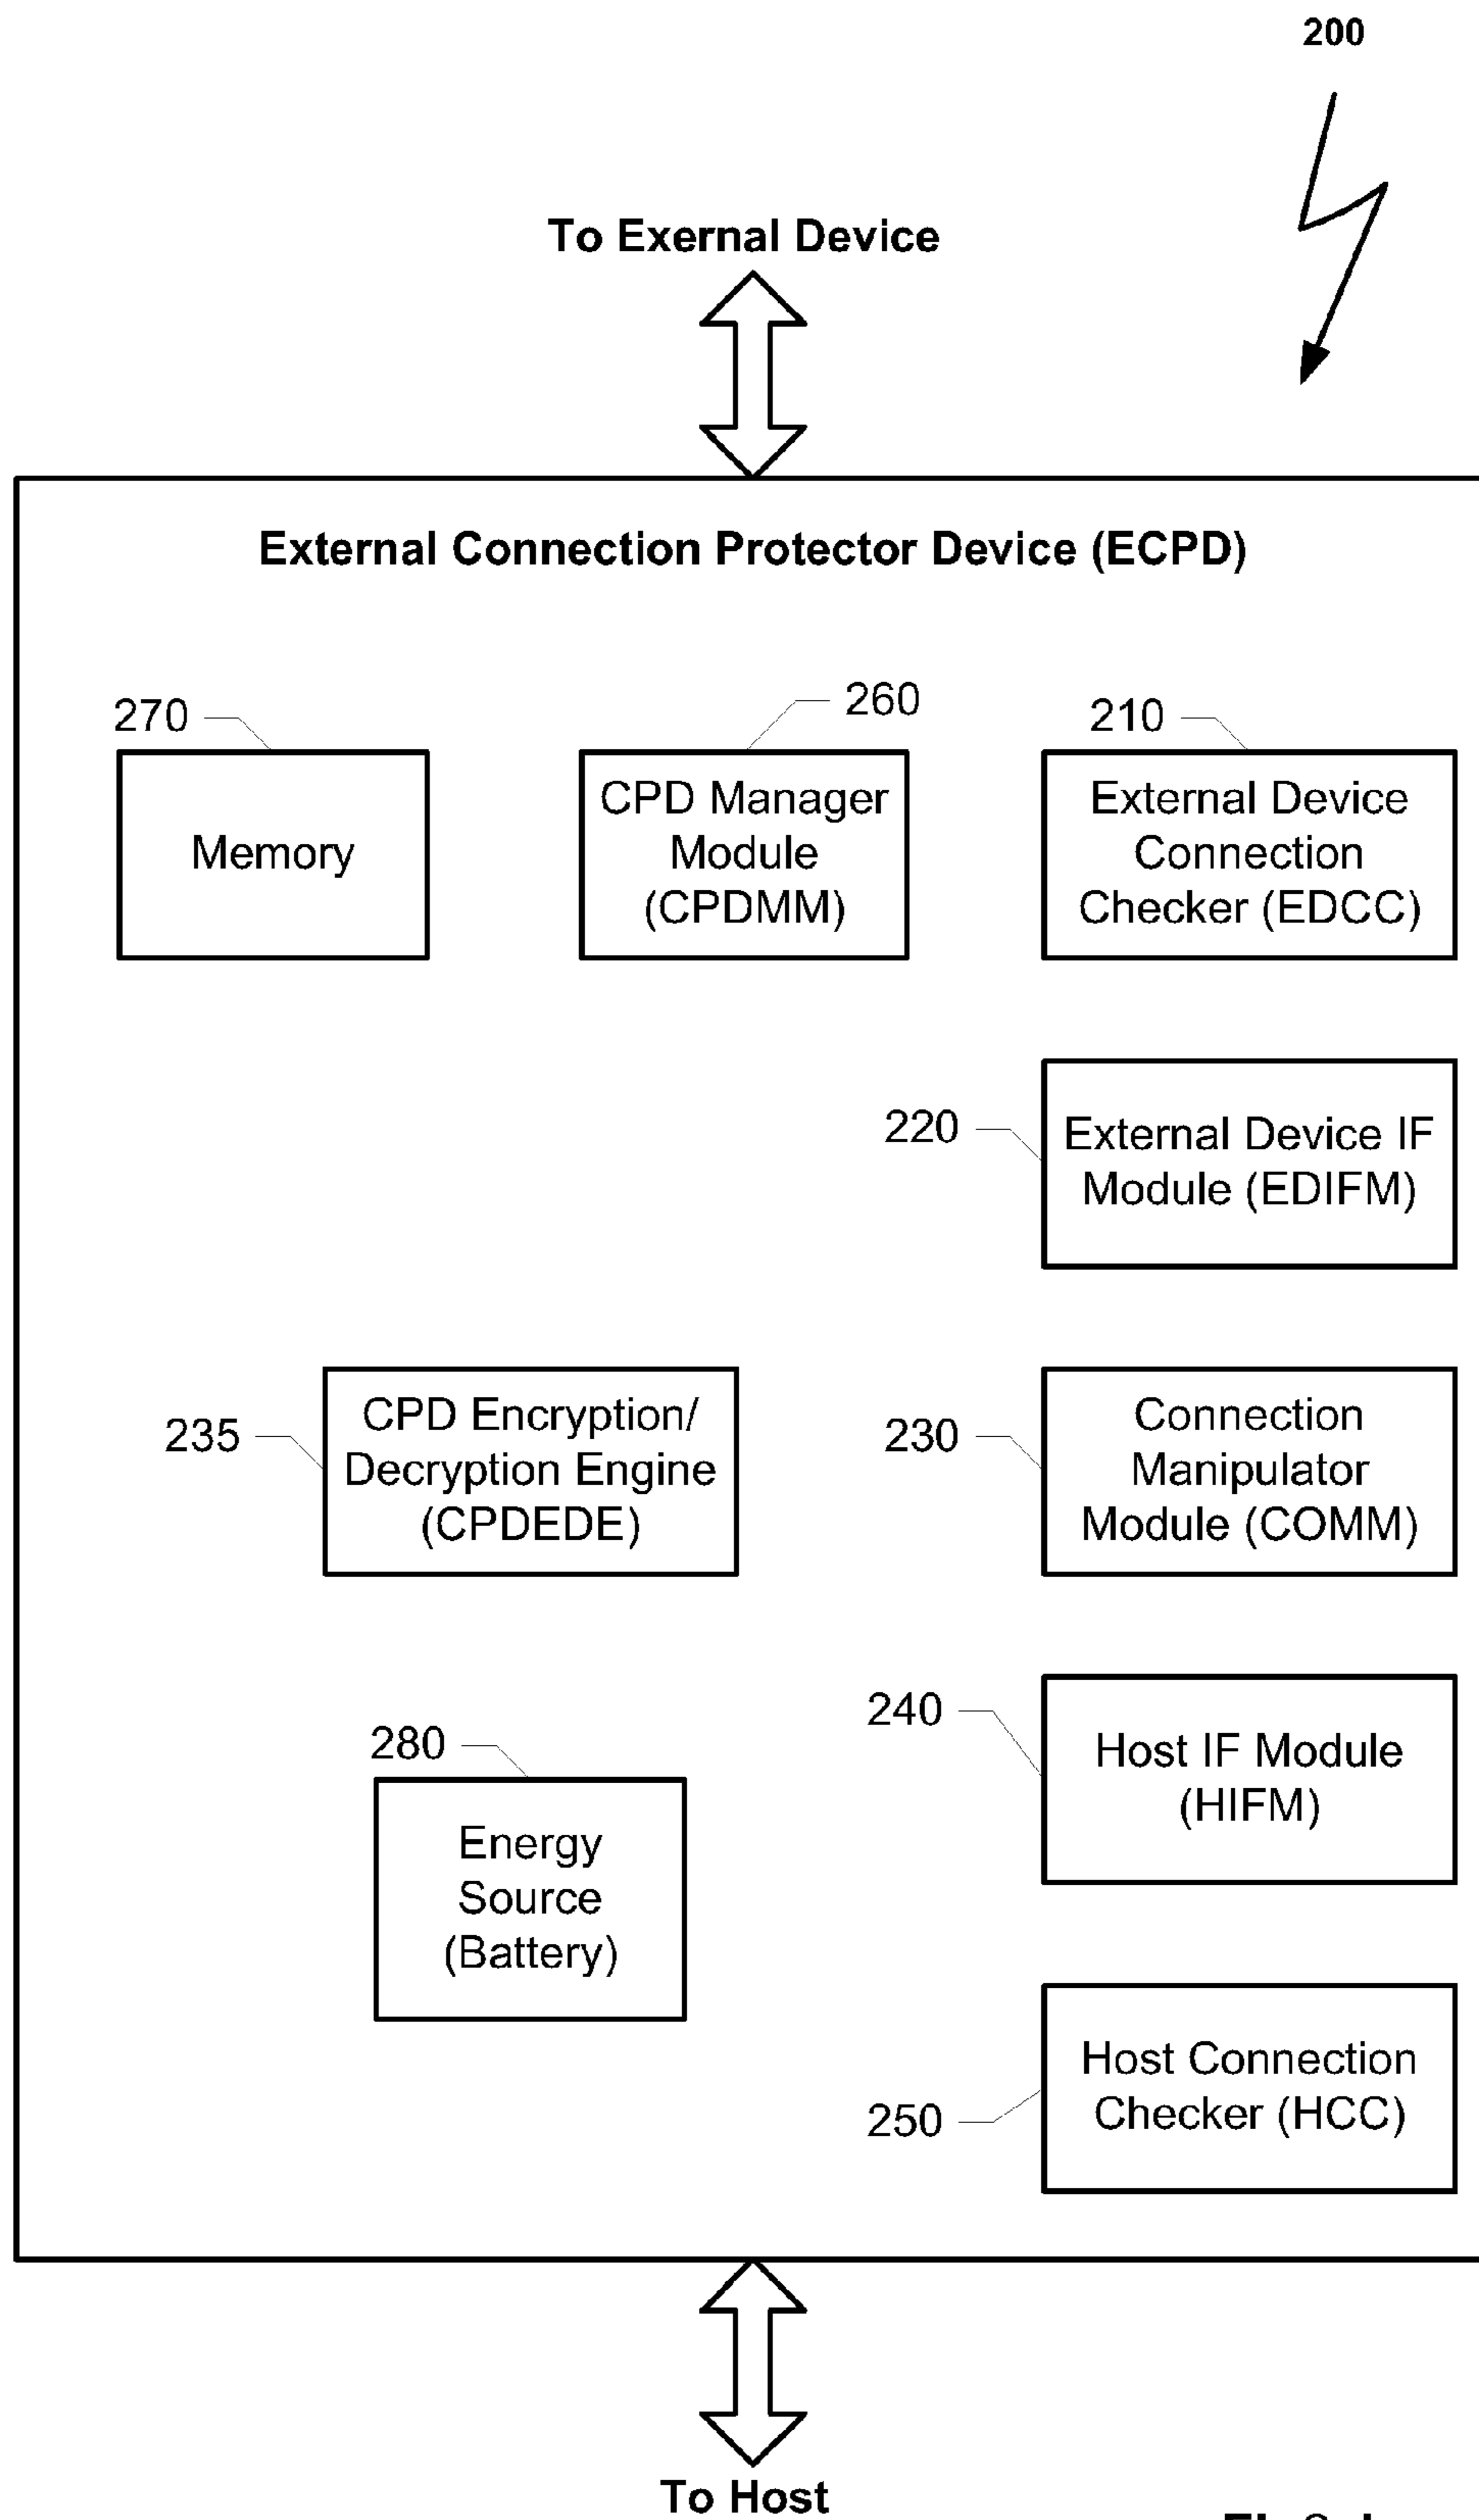 200
To Exernal Device
External Connection Protector Device (ECPD)
270
260
210
Memory
CPD Manager
Module
(CPDMM)
External Device
Connection
Checker (EDCC)
220
External Device IF
Module (EDIFM)
235
CPD Encryption/
Decryption Engine
(CPDEDE)
230
Connection
Manipulator
Module (COMM)
240
Host IF Module
(HIFM)
280
Energy
Source
(Battery)
250
Host Connection
Checker (HCC)
To Host